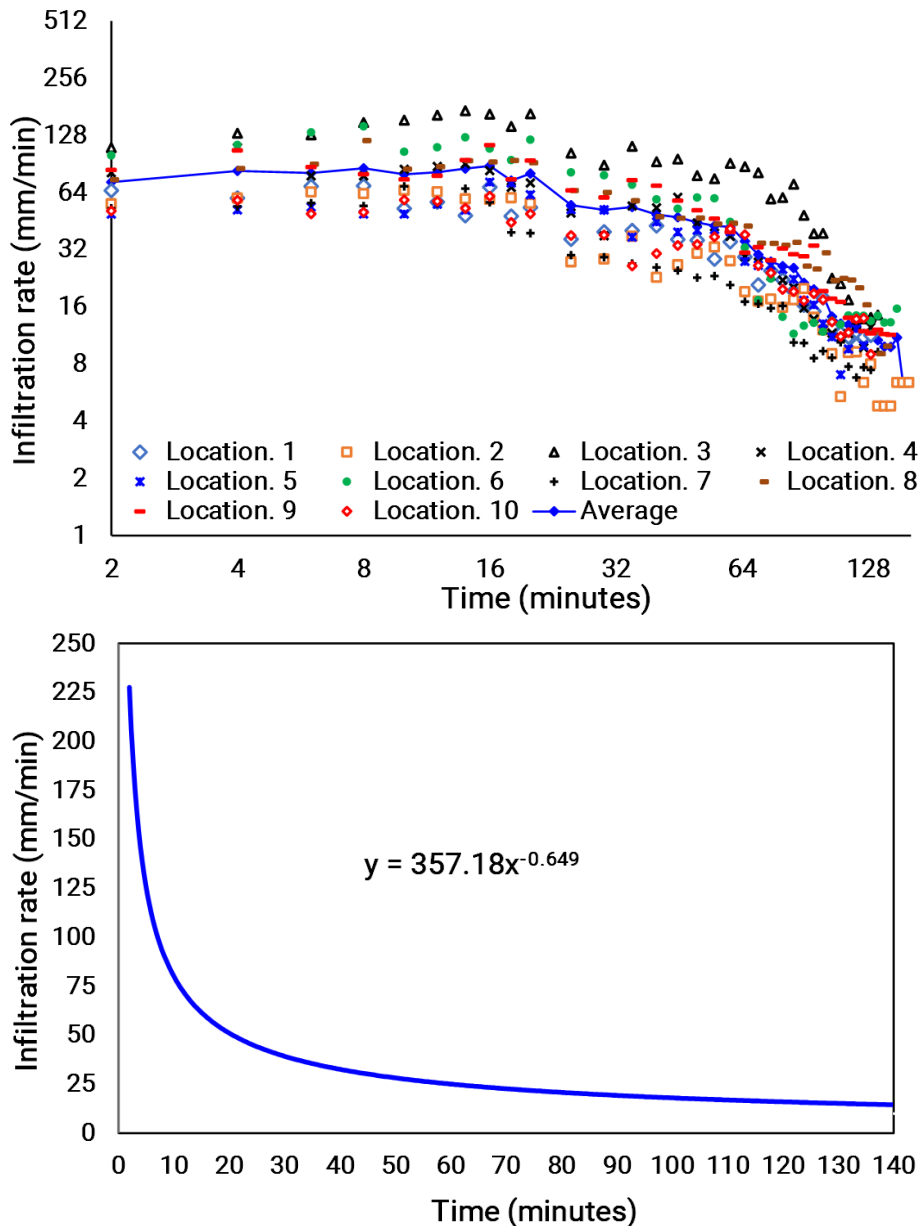 512
256
128
64
32
16
8
4
2
1
Infiltration rate (mm/min)
Location. 1 Location. 2 Location. 3 Location. 4
Location. 5 Location. 6 Location. 7 Location. 8
Location. 9 Location. 10 Average
2 4 8 16 32 64 128
Time (minutes)
250
225
200
175
150
125
100
75
50
25
0
Infiltration rate (mm/min)
y = 357.18x^-0.649
0 10 20 30 40 50 60 70 80 90 100 110 120 130 140
Time (minutes)